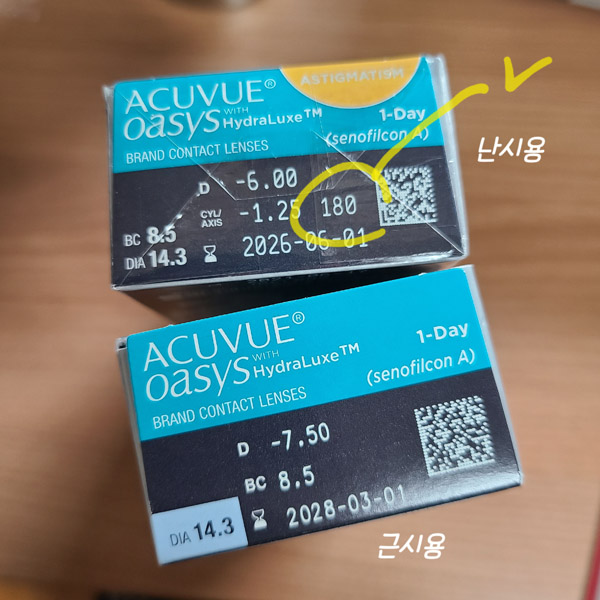 ASTIGMATISM
ACUVUE®
oasys WITH HydraLuxe™ 1-Day
(senofilcon A)
BRAND CONTACT LENSES
난시용
D -6.00
CYL/AXIS -1.25 180
BC 8.5
DIA 14.3 2026-06-01
ACUVUE®
oasys WITH HydraLuxe™ 1-Day
(senofilcon A)
BRAND CONTACT LENSES
D -7.50
BC 8.5
DIA 14.3 2028-03-01
근시용